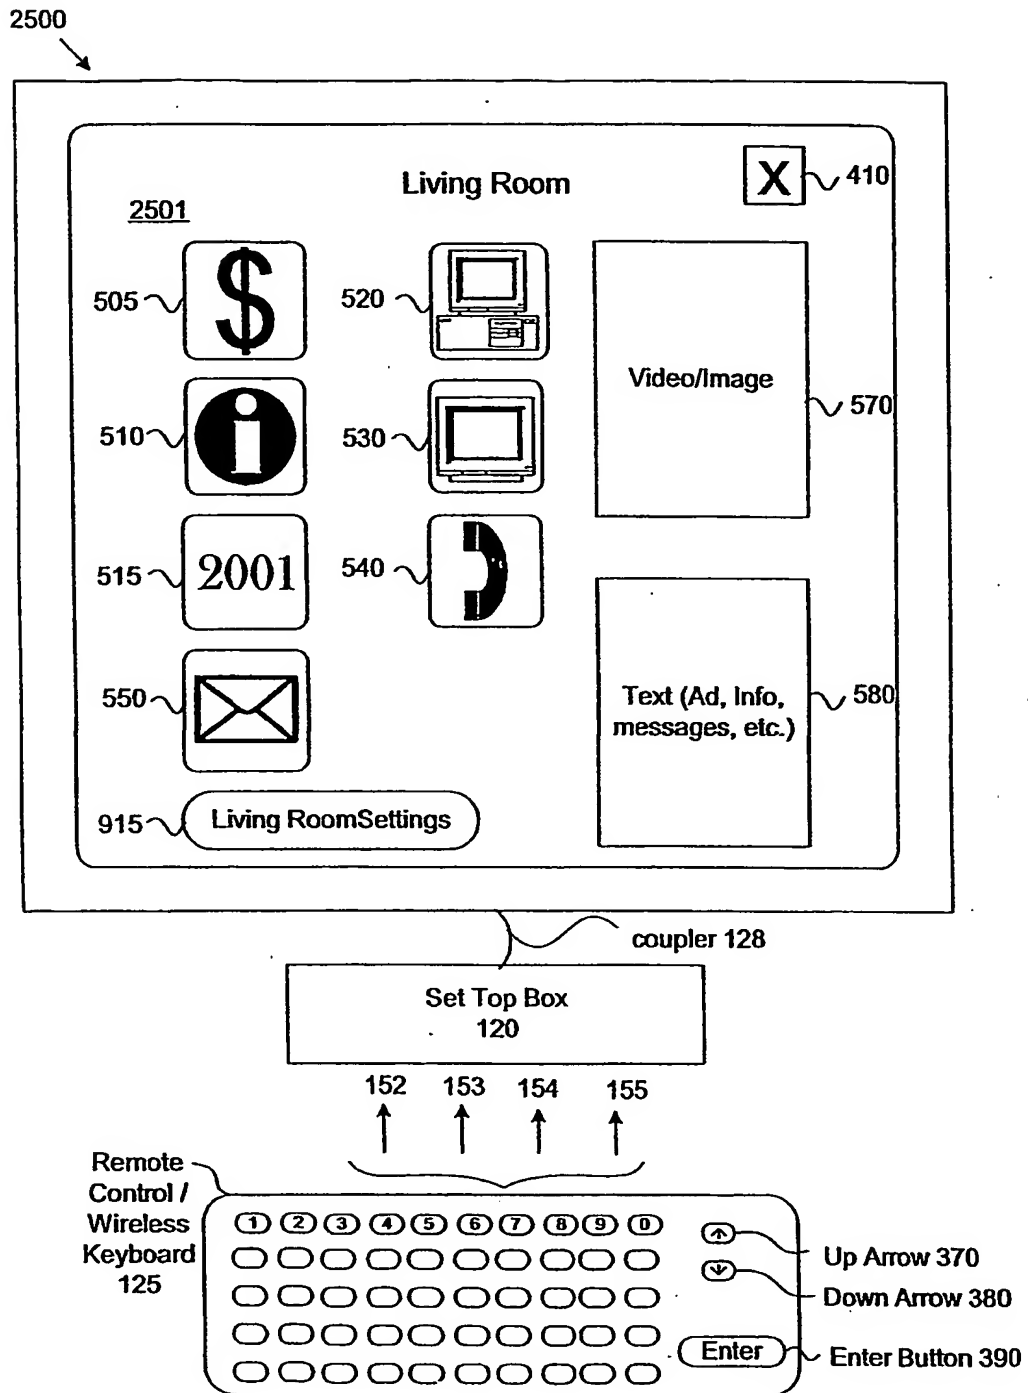 2500
Living Room
X
410
2501
505
$
520
Video/Image
570
510
i
530
515
2001
540
550
Text (Ad, Info,
messages, etc.)
580
915
Living RoomSettings
coupler 128
Set Top Box
120
152 153 154 155
Remote
Control /
Wireless
Keyboard
125
1 2 3 4 5 6 7 8 9 0
Up Arrow 370
Down Arrow 380
Enter
Enter Button 390